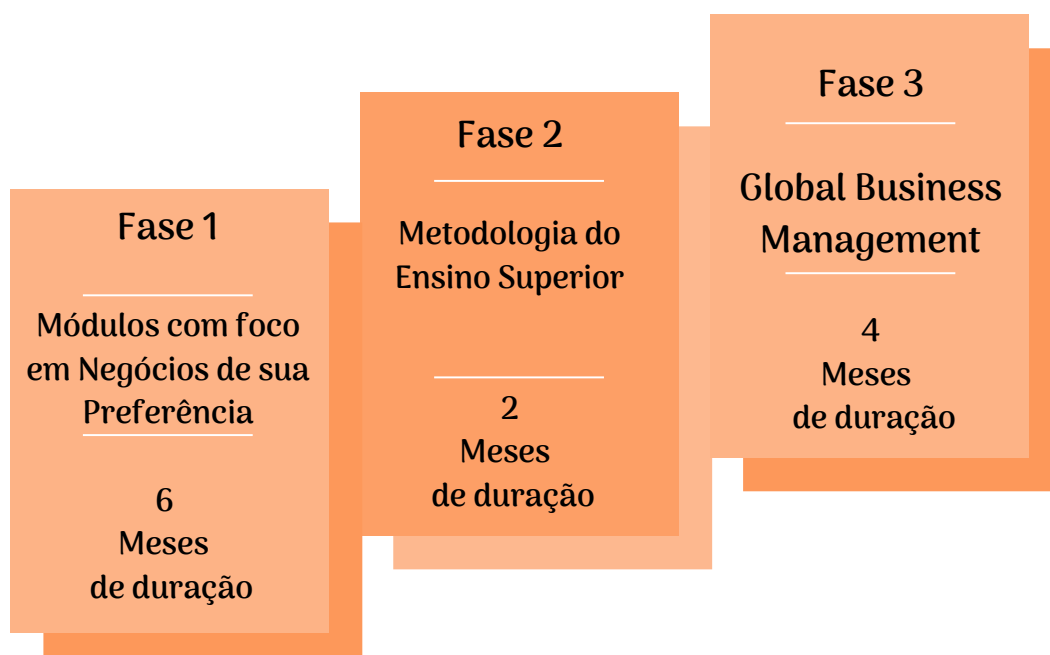 Fase 1
Módulos com foco
em Negócios de sua
Preferência
6
Meses
de duração
Fase 2
Metodologia do
Ensino Superior
2
Meses
de duração
Fase 3
Global Business
Management
4
Meses
de duração